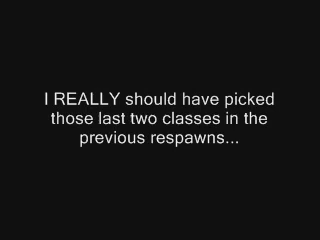 I REALLY should have picked
those last two classes in the
previous respawns...